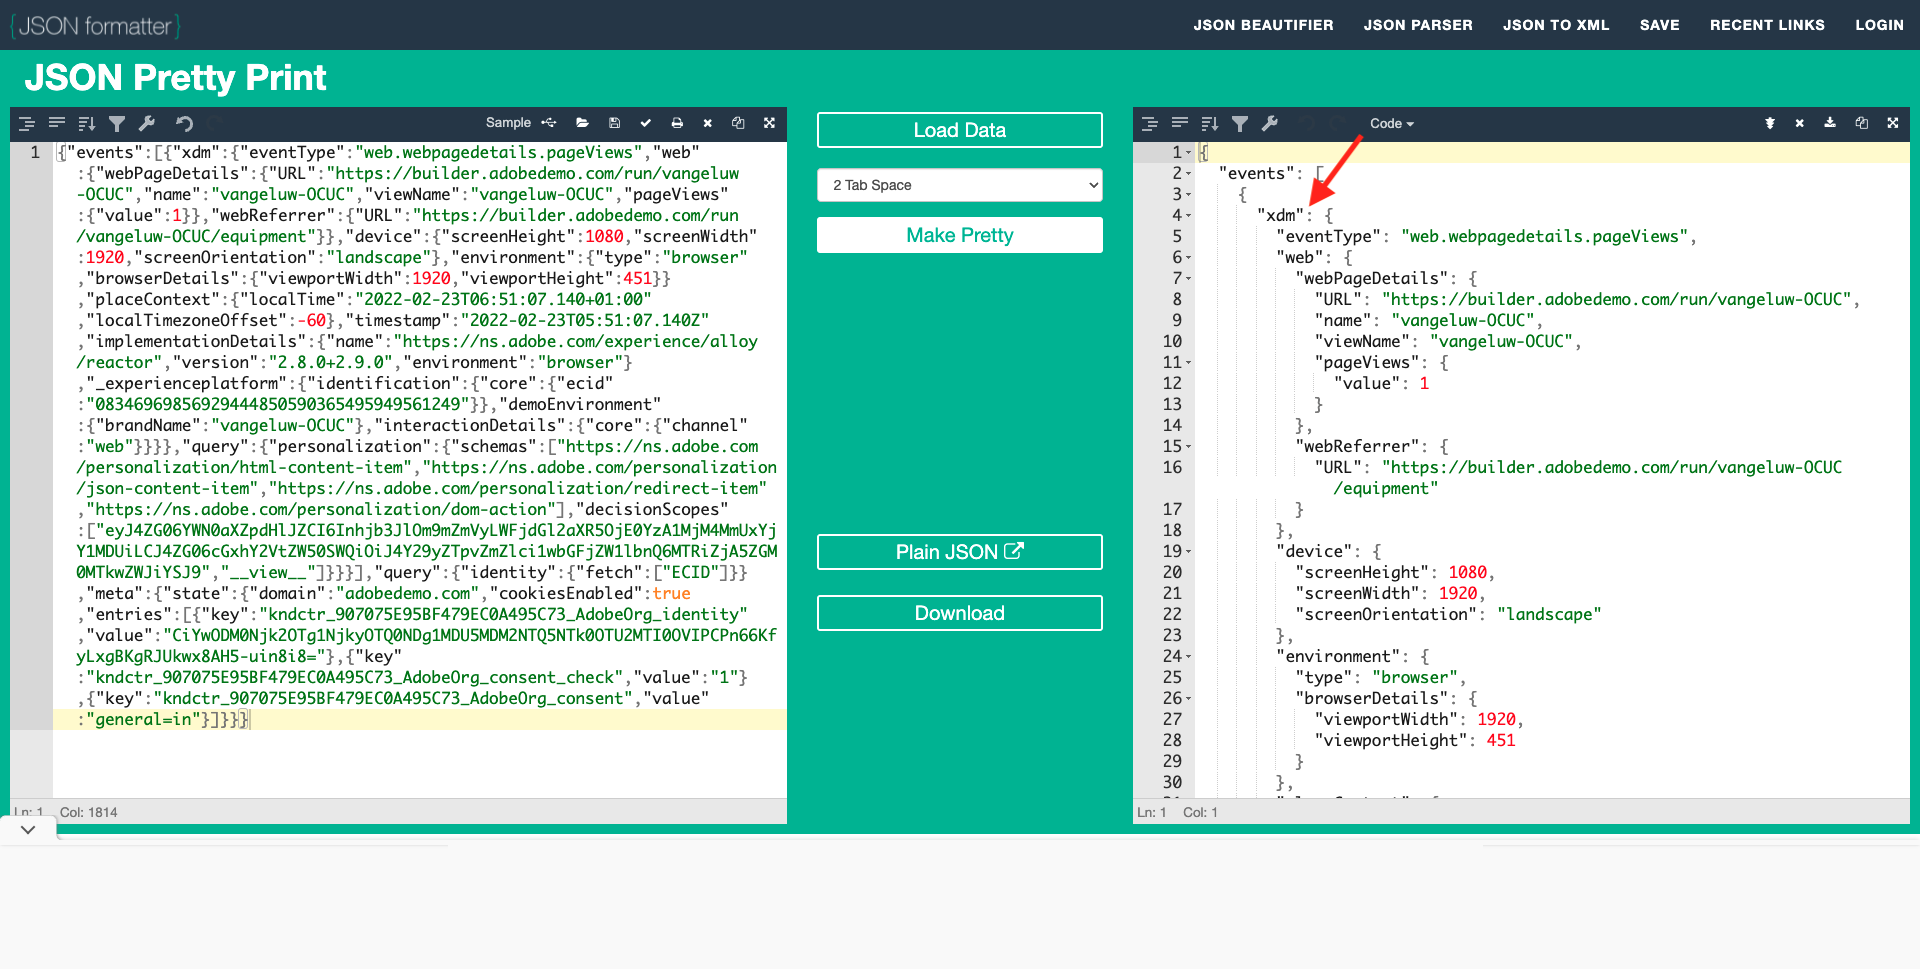 {JSON formatter}
JSON BEAUTIFIER
JSON PARSER
JSON TO XML
SAVE
RECENT LINKS
LOGIN
JSON Pretty Print
Sample
1
{"events":[{"xdm":{"eventType":"web.webpagedetails.pageViews","web"
:{"webPageDetails":{"URL":"https://builder.adobedemo.com/run/vangeluw
-OCUC","name":"vangeluw-OCUC","viewName":"vangeluw-OCUC","pageViews"
:{"value":1}},"webReferrer":{"URL":"https://builder.adobedemo.com/run
/vangeluw-OCUC/equipment"}},"device":{"screenHeight":1080,"screenWidth"
:1920,"screenOrientation":"landscape"},"environment":{"type":"browser"
,"browserDetails":{"viewportWidth":1920,"viewportHeight":451}}
,"placeContext":{"localTime":"2022-02-23T06:51:07.140+01:00"
,"localTimezoneOffset":-60},"timestamp":"2022-02-23T05:51:07.140Z"
,"implementationDetails":{"name":"https://ns.adobe.com/experience/alloy
/reactor","version":"2.8.0+2.9.0","environment":"browser"}
,"_experienceplatform":{"identification":{"core":{"ecid"
:"08346969856929444850590365495949561249"}},"demoEnvironment"
:{"brandName":"vangeluw-OCUC"},"interactionDetails":{"core":{"channel"
:"web"}}}},"query":{"personalization":{"schemas":["https://ns.adobe.com
/personalization/html-content-item","https://ns.adobe.com/personalization
/json-content-item","https://ns.adobe.com/personalization/redirect-item"
,"https://ns.adobe.com/personalization/dom-action"],"decisionScopes"
:["eyJ4ZG06YWN0aXZpdHlJZCI6Inhjb3JlOm9mZmVyLWFjdGl2aXR5OjE0YzA1MjM4MmUxYj
Y1MDUiLCJ4ZG06cGxhY2VtZW50SWQiOiJ4Y29yZTpvZmZlci1wbGFjZW1lbnQ6MTRiZjA5ZGM
0MTkwZWJiYSJ9","__view__"]}}}],"query":{"identity":{"fetch":["ECID"]}}
,"meta":{"state":{"domain":"adobedemo.com","cookiesEnabled":true
,"entries":[{"key":"kndctr_907075E95BF479EC0A495C73_AdobeOrg_identity"
,"value":"CiYwODM0Njk2OTg1NjkyOTQ0NDg1MDU5MDM2NTQ5NTk0OTU2MTI0OVIPCPn66Kf
yLxgBKgRJUkwx8AH5-uin8i8="},{"key"
:"kndctr_907075E95BF479EC0A495C73_AdobeOrg_consent_check","value":"1"}
,{"key":"kndctr_907075E95BF479EC0A495C73_AdobeOrg_consent","value"
:"general=in"}]}}}
Ln: 1 Col: 1814
Load Data
2 Tab Space
Make Pretty
Plain JSON
Download
Code
1 {
2 "events": [
3 {
4 "xdm": {
5 "eventType": "web.webpagedetails.pageViews",
6 "web": {
7 "webPageDetails": {
8 "URL": "https://builder.adobedemo.com/run/vangeluw-OCUC",
9 "name": "vangeluw-OCUC",
10 "viewName": "vangeluw-OCUC",
11 "pageViews": {
12 "value": 1
13 }
14 },
15 "webReferrer": {
16 "URL": "https://builder.adobedemo.com/run/vangeluw-OCUC
/equipment"
17 }
18 },
19 "device": {
20 "screenHeight": 1080,
21 "screenWidth": 1920,
22 "screenOrientation": "landscape"
23 },
24 "environment": {
25 "type": "browser",
26 "browserDetails": {
27 "viewportWidth": 1920,
28 "viewportHeight": 451
29 }
30 },
Ln: 1 Col: 1